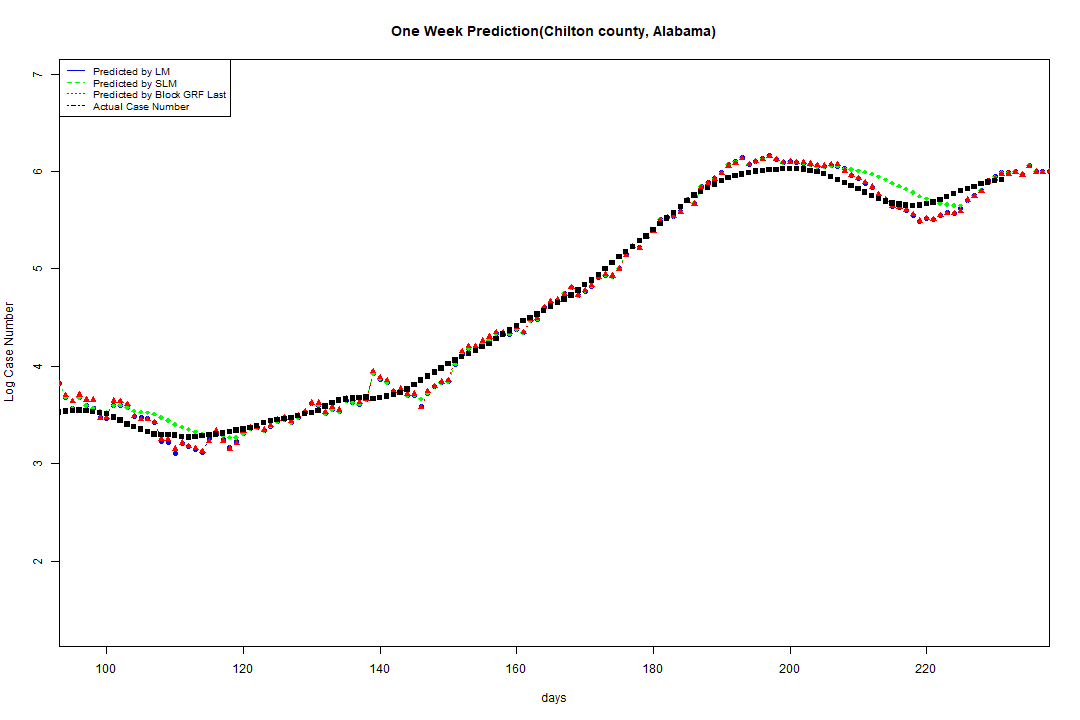 One Week Prediction(Chilton county, Alabama)
Predicted by LM
Predicted by SLM
Predicted by Block GRF Last
Actual Case Number
7
6
5
4
3
2
Log Case Number
100 120 140 160 180 200 220
days